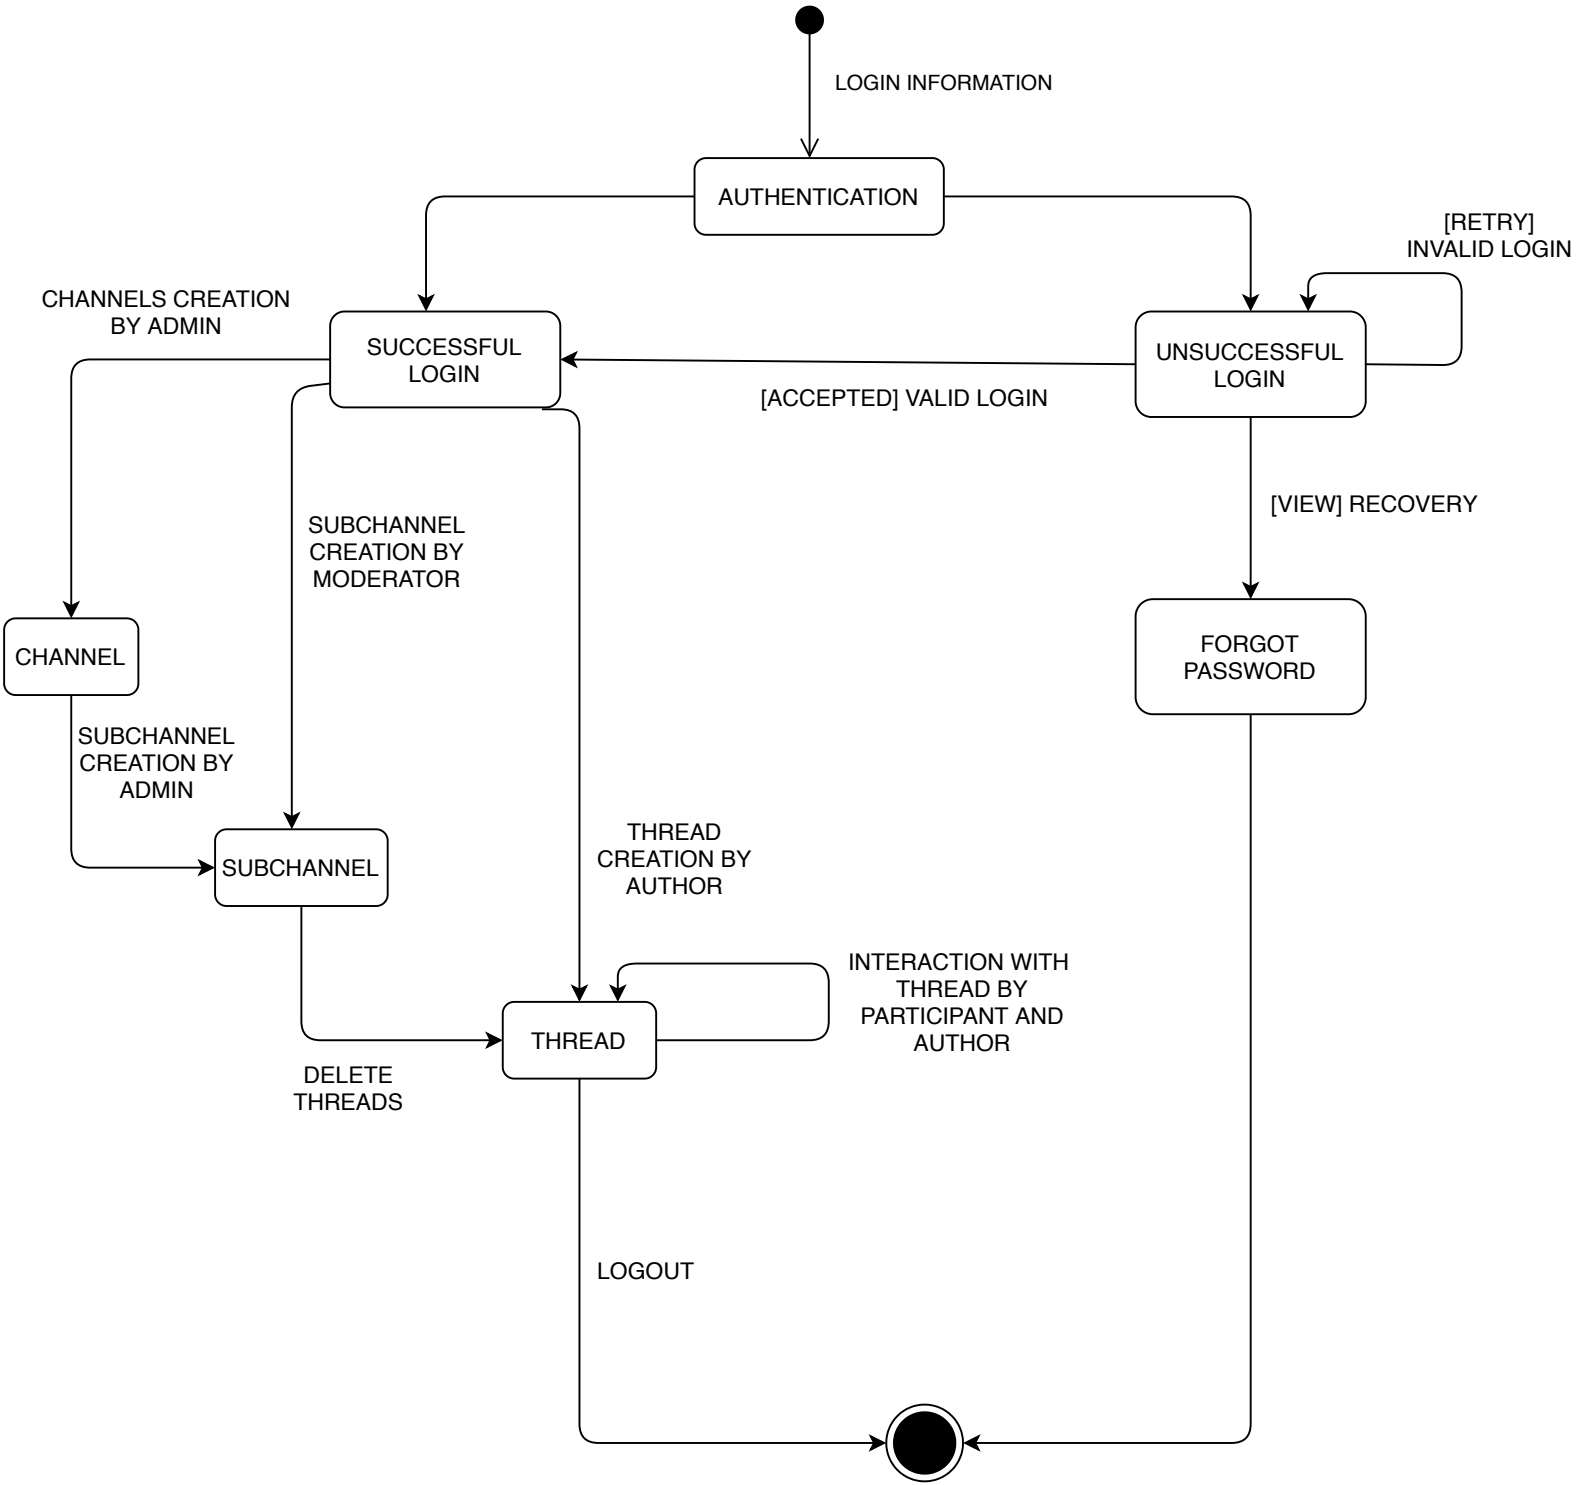 LOGIN INFORMATION
AUTHENTICATION
[RETRY]
INVALID LOGIN
CHANNELS CREATION
BY ADMIN
SUCCESSFUL
LOGIN
UNSUCCESSFUL
LOGIN
[ACCEPTED] VALID LOGIN
[VIEW] RECOVERY
SUBCHANNEL
CREATION BY
MODERATOR
CHANNEL
FORGOT
PASSWORD
SUBCHANNEL
CREATION BY
ADMIN
SUBCHANNEL
THREAD
CREATION BY
AUTHOR
INTERACTION WITH
THREAD BY
PARTICIPANT AND
AUTHOR
THREAD
DELETE
THREADS
LOGOUT